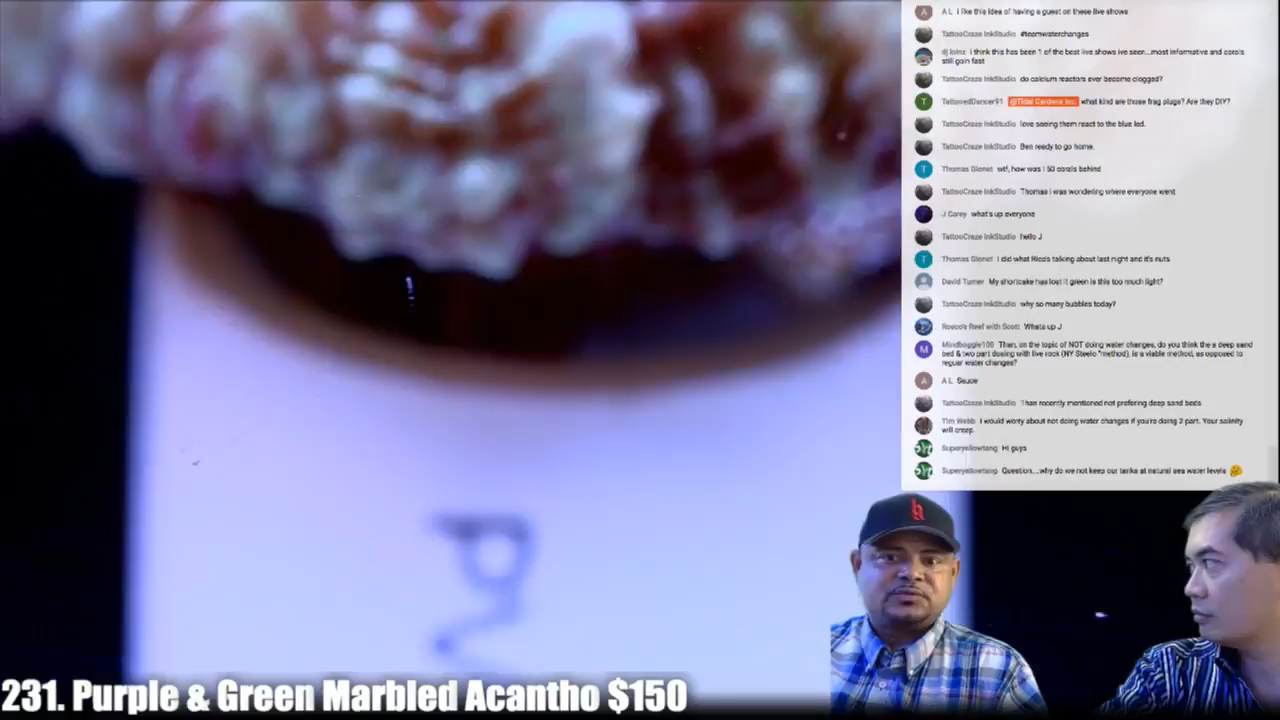 A L i like this idea of having a guest on these live shows
TattooCraze InkStudio #teamwaterchanges
i think this has been 1 of the best live shows ive seen...most informative and corals
still goin fast
TattooCraze InkStudio do calcium reactors ever become clogged?
TattooedDancer91 @Tidal Gardens Inc. what kind are those frag plugs? Are they DIY?
TattooCraze InkStudio love seeing them react to the blue led.
TattooCraze InkStudio Ben ready to go home.
Thomas Gionet wtf, how was I 50 corals behind
TattooCraze InkStudio Thomas i was wondering where everyone went
J Carey what's up everyone
TattooCraze InkStudio hello J
Thomas Gionet I did what Rico's talking about last night and it's nuts
David Turner My shortcake has lost it green is this too much light?
TattooCraze InkStudio why so many bubbles today?
Rosco's Reef with Scott Whats up J
Mindboggle100 Than, on the topic of NOT doing water changes, do you think the a deep sand
bed & two part dosing with live rock (NY Steelo "method), is a viable method, as opposed to
reguar water changes?
A L Sauce
TattooCraze InkStudio Than recently mentioned not prefering deep sand beds
Tim Webb I would worry about not doing water changes if you're doing 2 part. Your salinity
will creep.
Superyellowtang Hi guys
Superyellowtang Question....why do we not keep our tanks at natural sea water levels
231. Purple & Green Marbled Acantho $150